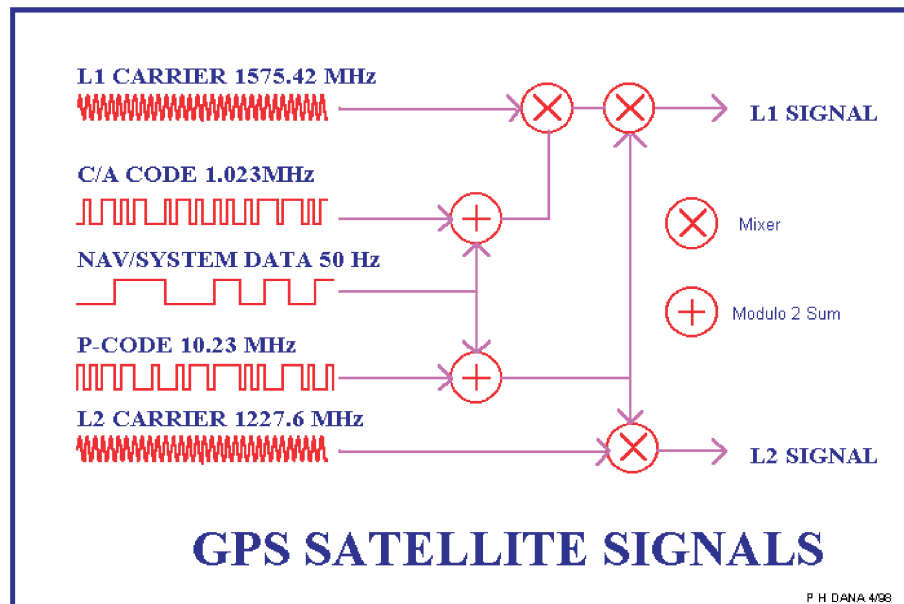 L1 CARRIER 1575.42 MHz
L1 SIGNAL
C/A CODE 1.023MHz
Mixer
NAV/SYSTEM DATA 50 Hz
Modulo 2 Sum
P-CODE 10.23 MHz
L2 CARRIER 1227.6 MHz
L2 SIGNAL
GPS SATELLITE SIGNALS
P H DANA 4/98